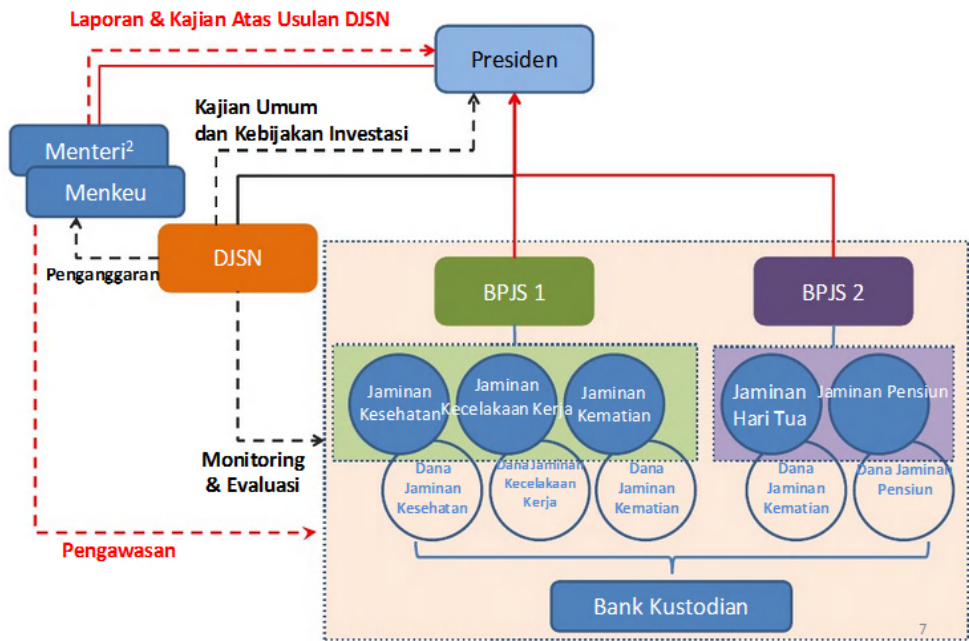 Laporan & Kajian Atas Usulan DJSN
Presiden
Kajian Umum
dan Kebijakan Investasi
Menteri²
Menkeu
DJSN
Penganggaran
BPJS 1
BPJS 2
Jaminan
Kesehatan
Jaminan
Kecelakaan Kerja
Jaminan
Kematian
Jaminan
Hari Tua
Jaminan Pensiun
Monitoring
& Evaluasi
Dana
Jaminan
Kesehatan
Dana Jaminan
Kecelakaan
Kerja
Dana
Jaminan
Kematian
Dana
Jaminan
Kematian
Dana Jaminan
Pensiun
Pengawasan
Bank Kustodian
7